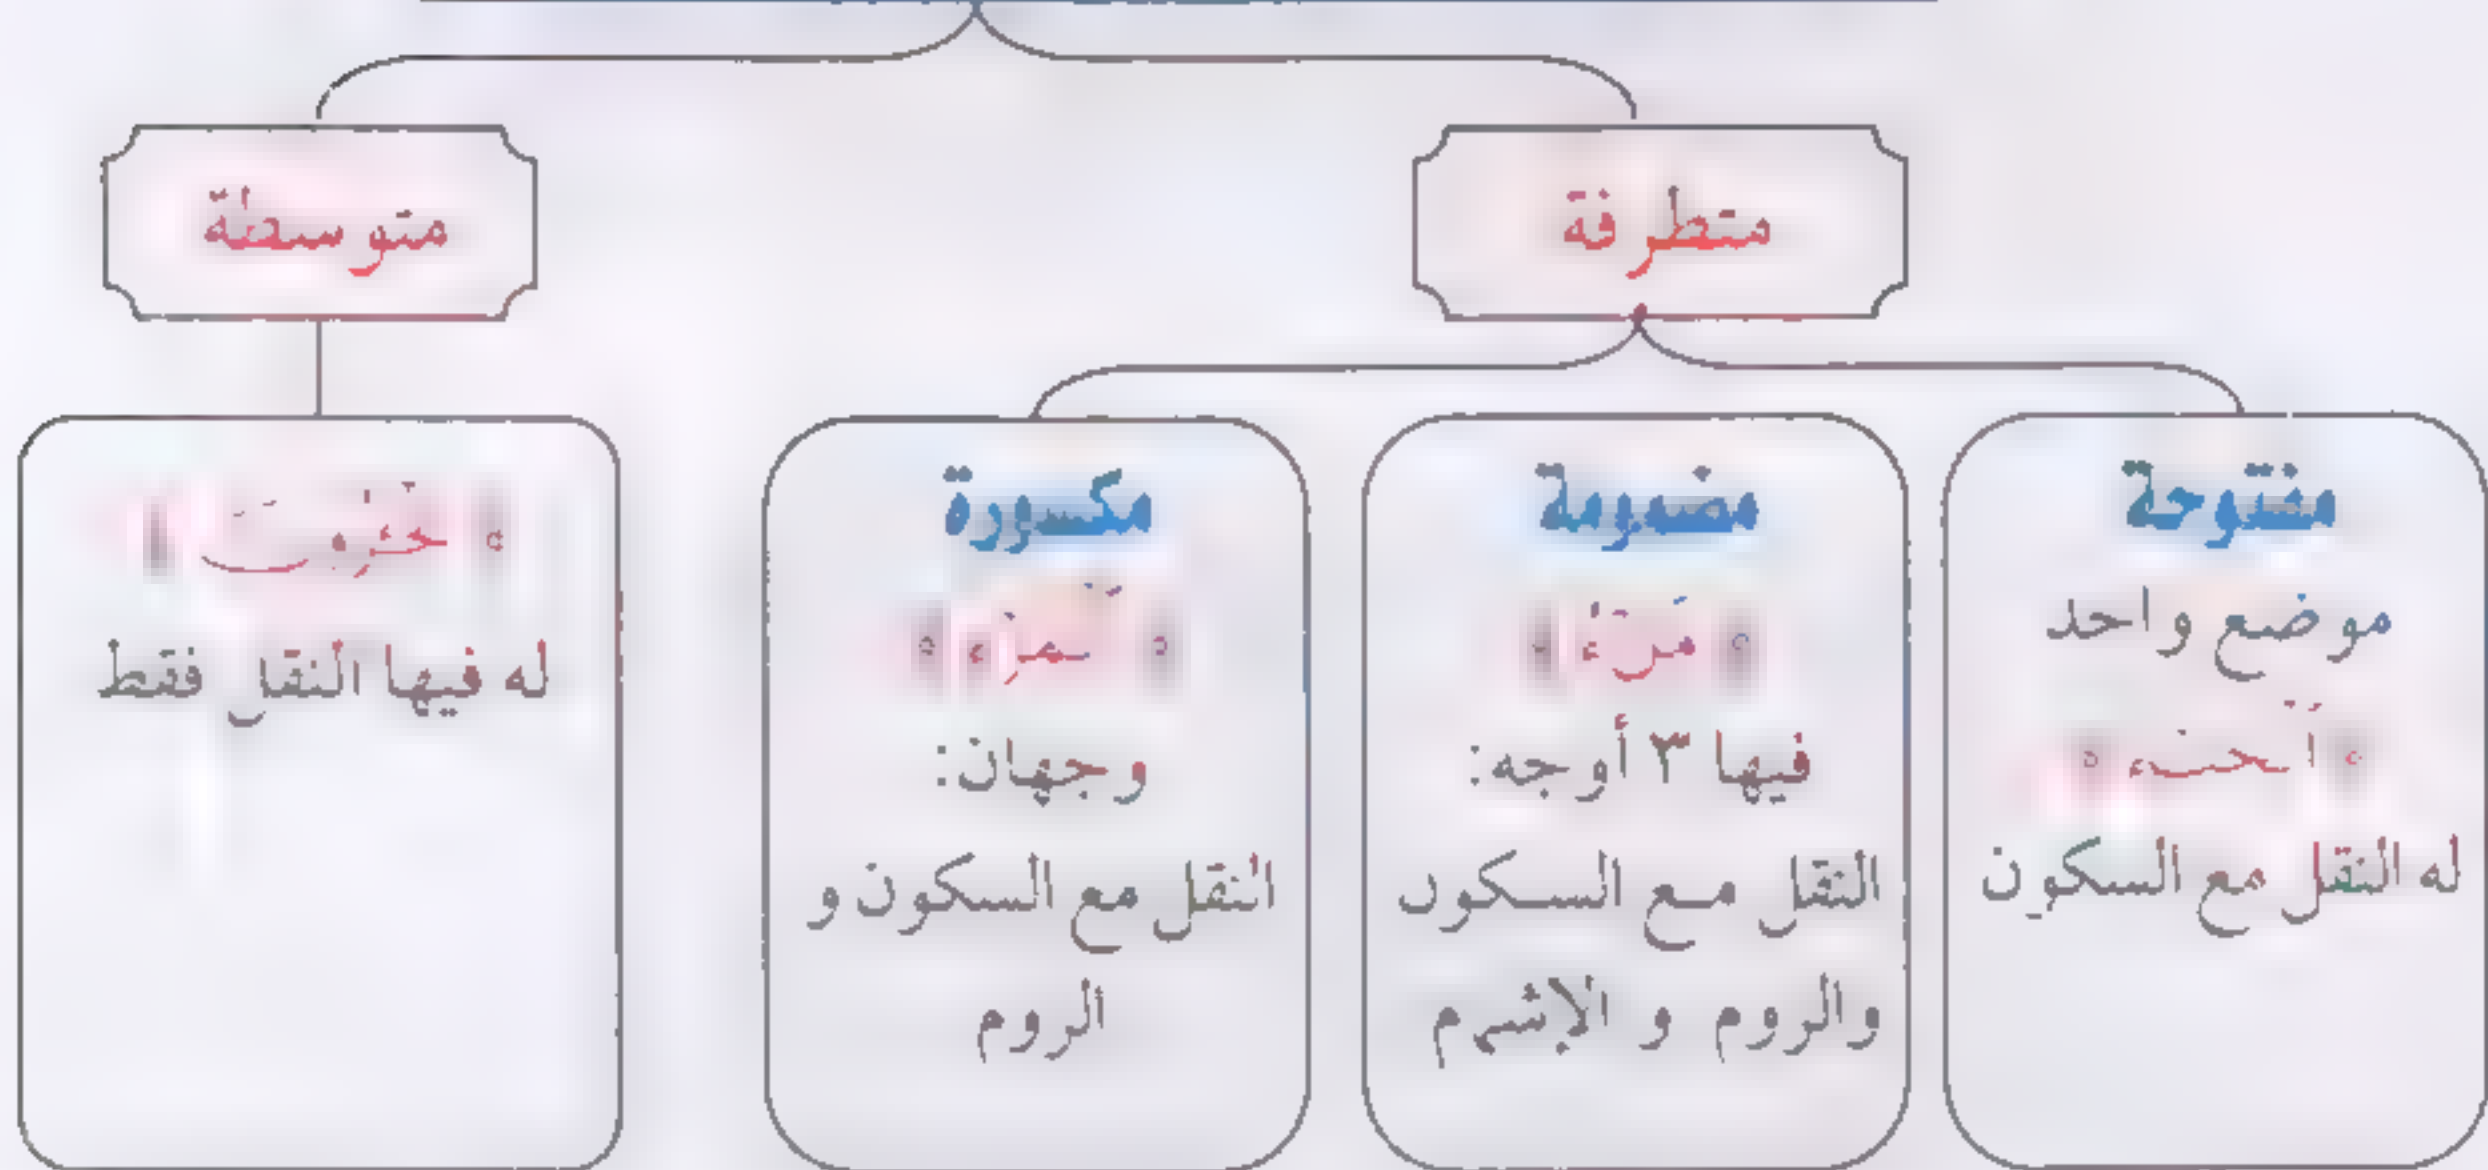 متطرفة
متوسطة
مفتوحة
موضع واحد
له النقل مع السكون
مضمومة
فيها ٣ أوجه:
النقل مع السكون
والروم و الإشمام
مكسورة
وجهان:
النقل مع السكون و
الروم
له فيها النقل فقط